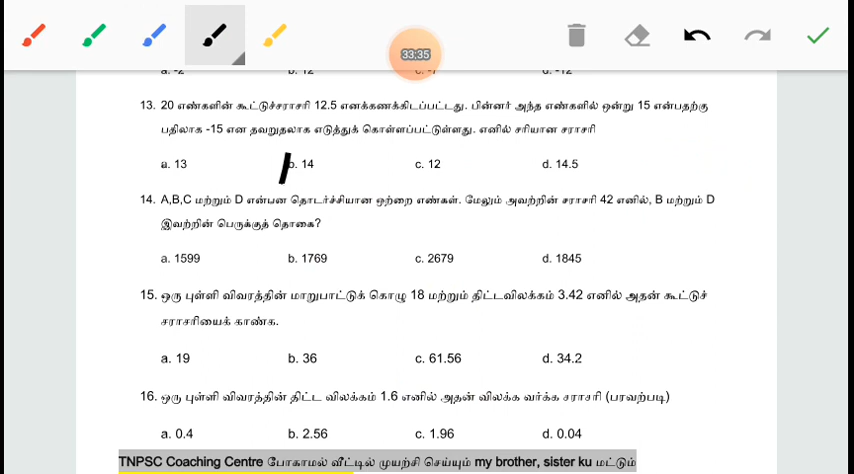 33:35
a. -2 b. 12 c. -1 d. -12
13. 20 எண்களின் கூட்டுச்சராசரி 12.5 எனக்கணக்கிடப்பட்டது. பின்னர் அந்த எண்களில் ஒன்று 15 என்பதற்கு
பதிலாக -15 என தவறுதலாக எடுத்துக் கொள்ளப்பட்டுள்ளது. எனில் சரியான சராசரி
a. 13 b. 14 c. 12 d. 14.5
14. A,B,C மற்றும் D என்பன தொடர்ச்சியான ஒற்றை எண்கள். மேலும் அவற்றின் சராசரி 42 எனில், B மற்றும் D
இவற்றின் பெருக்குத் தொகை?
a. 1599 b. 1769 c. 2679 d. 1845
15. ஒரு புள்ளி விவரத்தின் மாறுபாட்டுக் கொழு 18 மற்றும் திட்டவிலக்கம் 3.42 எனில் அதன் கூட்டுச்
சராசரியைக் காண்க.
a. 19 b. 36 c. 61.56 d. 34.2
16. ஒரு புள்ளி விவரத்தின் திட்ட விலக்கம் 1.6 எனில் அதன் விலக்க வர்க்க சராசரி (பரவற்படி)
a. 0.4 b. 2.56 c. 1.96 d. 0.04
TNPSC Coaching Centre போகாமல் வீட்டில் முயற்சி செய்யும் my brother, sister ku மட்டும்